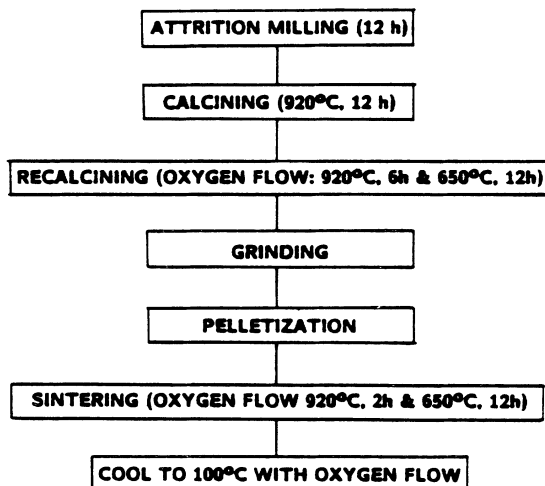 ATTRITION MILLING (12 h)
CALCINING (920°C, 12 h)
RECALCINING (OXYGEN FLOW: 920°C, 6h & 650°C, 12h)
GRINDING
PELLETIZATION
SINTERING (OXYGEN FLOW 920°C, 2h & 650°C, 12h)
COOL TO 100°C WITH OXYGEN FLOW